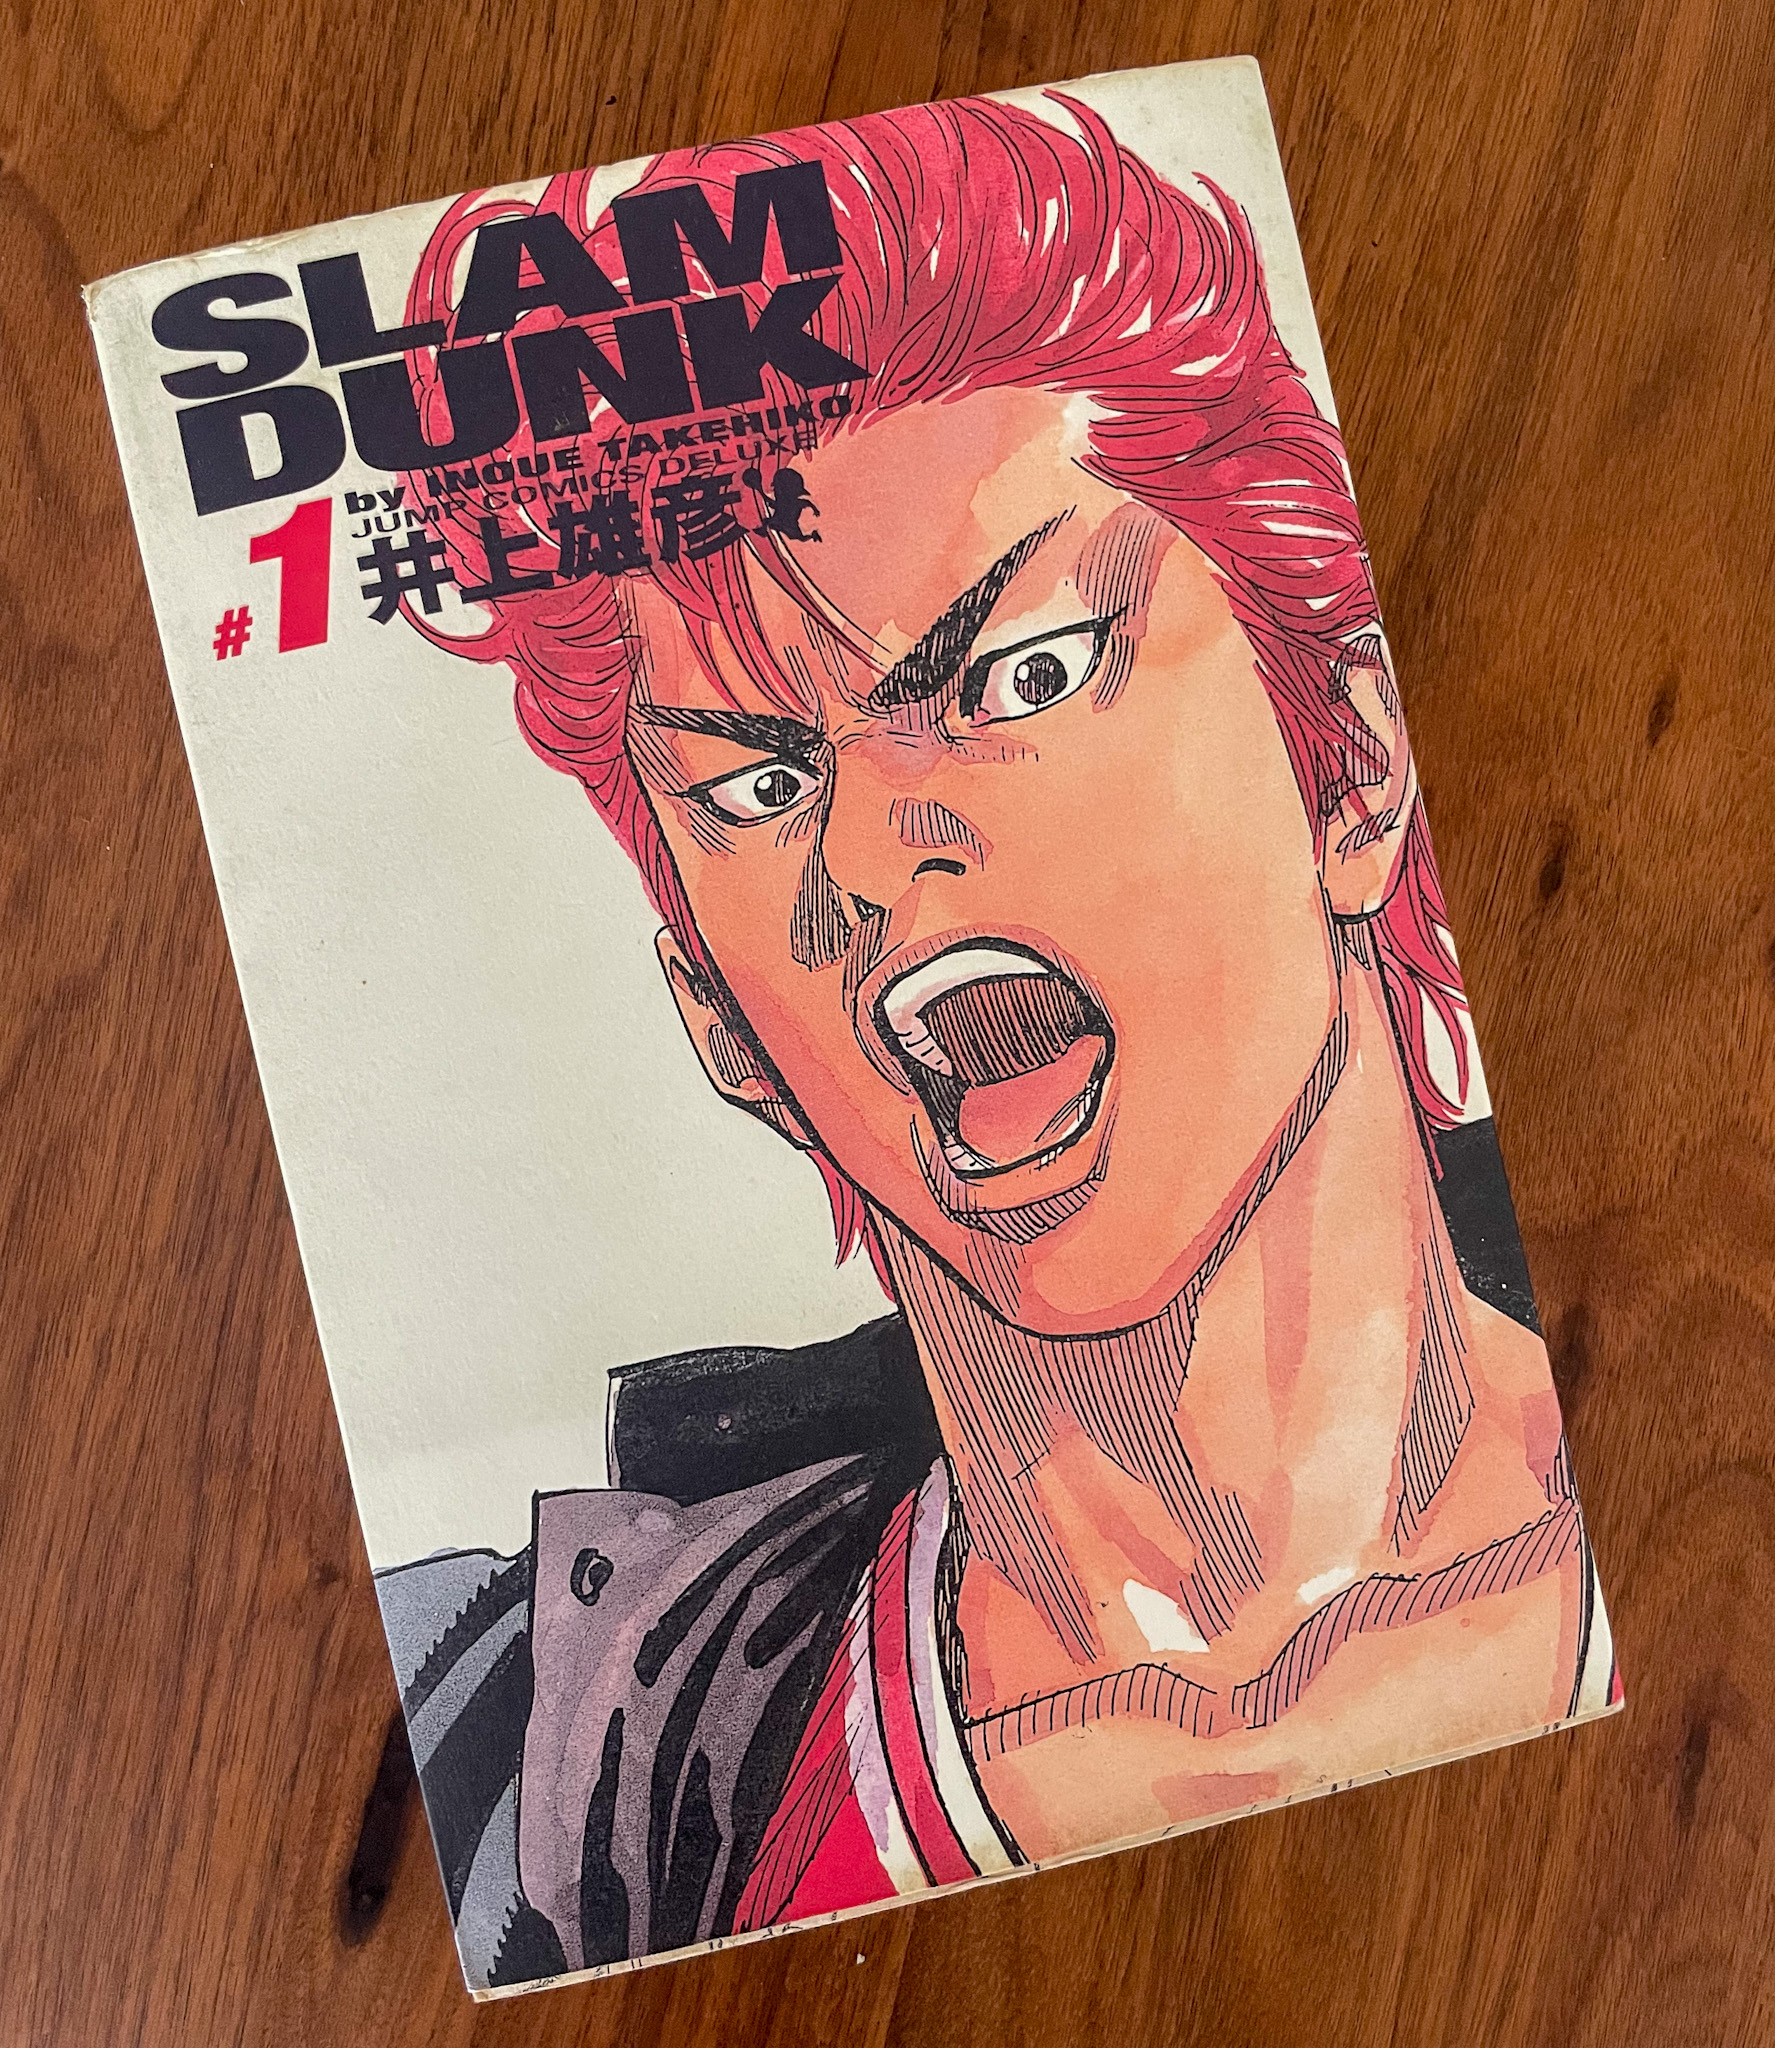 SLAM
DUNK
by INOUE TAKEHIKO
JUMP COMICS DELUXE
#1
井上雄彦